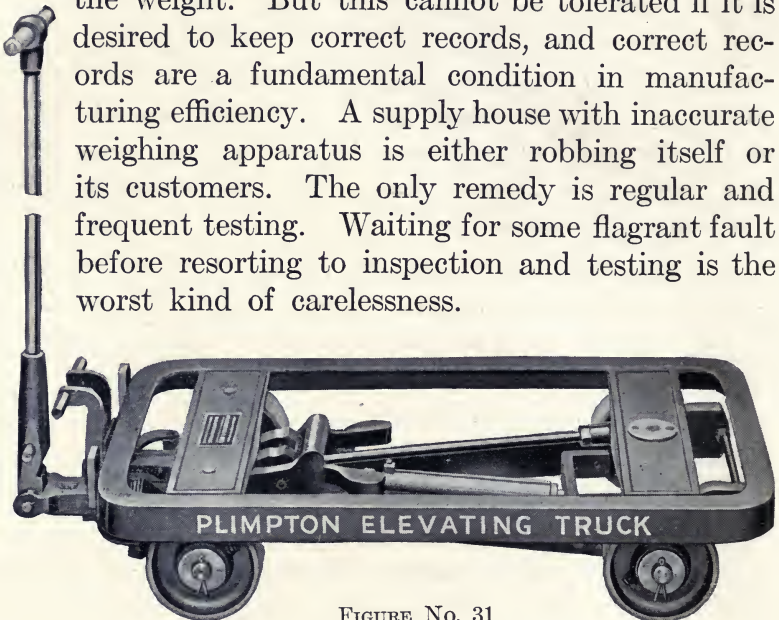 the weight. But this cannot be tolerated if it is
desired to keep correct records, and correct rec-
ords are a fundamental condition in manufac-
turing efficiency. A supply house with inaccurate
weighing apparatus is either robbing itself or
its customers. The only remedy is regular and
frequent testing. Waiting for some flagrant fault
before resorting to inspection and testing is the
worst kind of carelessness.
PLIMPTON ELEVATING TRUCK
FIGURE No. 31